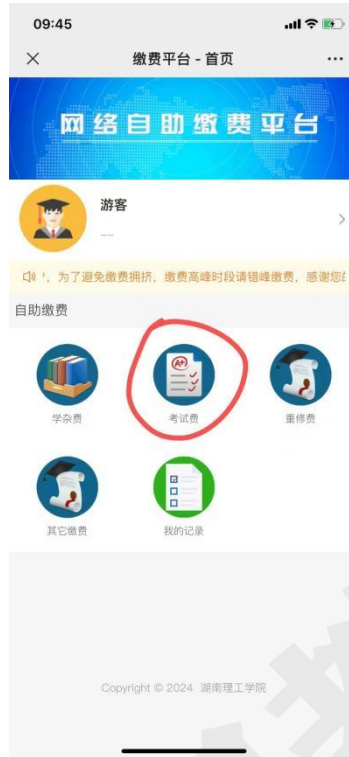 09:45
缴费平台 - 首页
网络自助缴费平台
游客
__
，为了避免缴费拥挤，缴费高峰时段请错峰缴费，感谢您
自助缴费
学杂费
A+
考试费
重修费
其它缴费
我的记录
Copyright © 2024 湖南理工学院